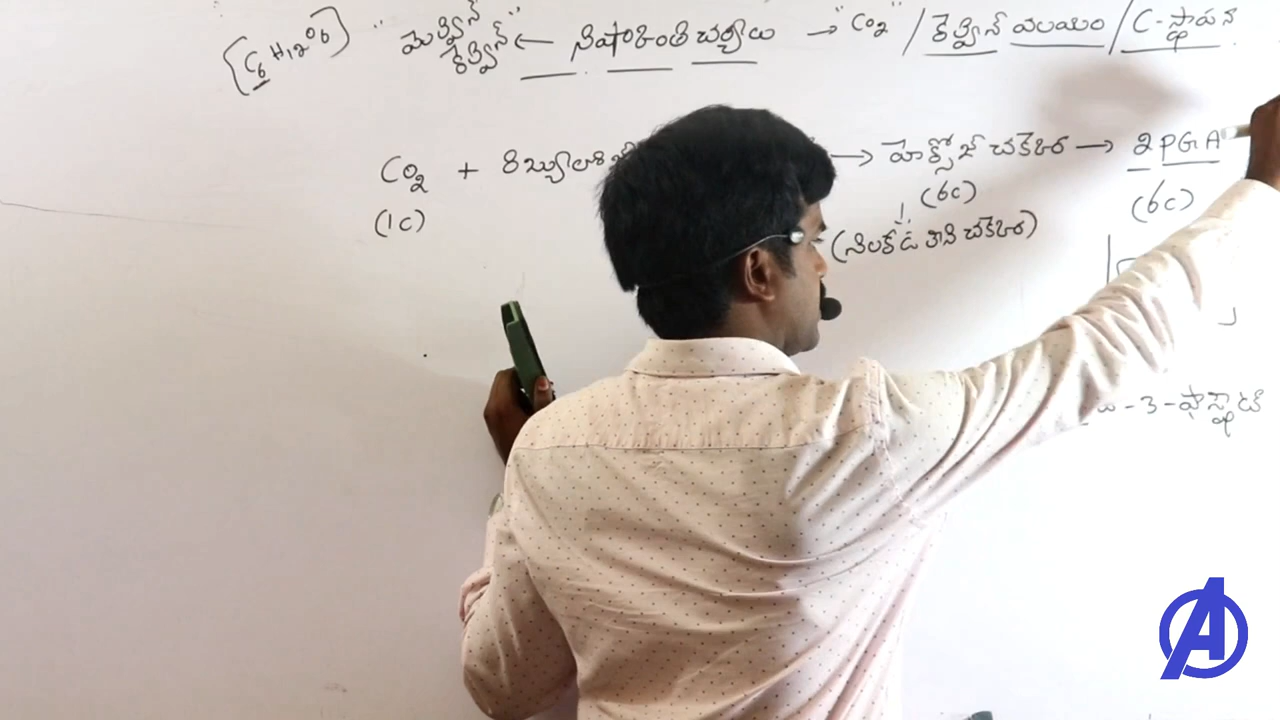 [C6H12O6] "మెల్విన్ కేల్విన్" ← నిషాకాంతి చర్యలు → "CO2" / కేల్విన్ వలయం / C-స్థాపన
CO2 + రిబ్యులోజ్ → హెక్సోజ్ చక్కెర → 2 PGA
(1C) (6C) (6C)
(నిలకడ లేని చక్కెర)
- 3 - ఫాస్ఫేట్